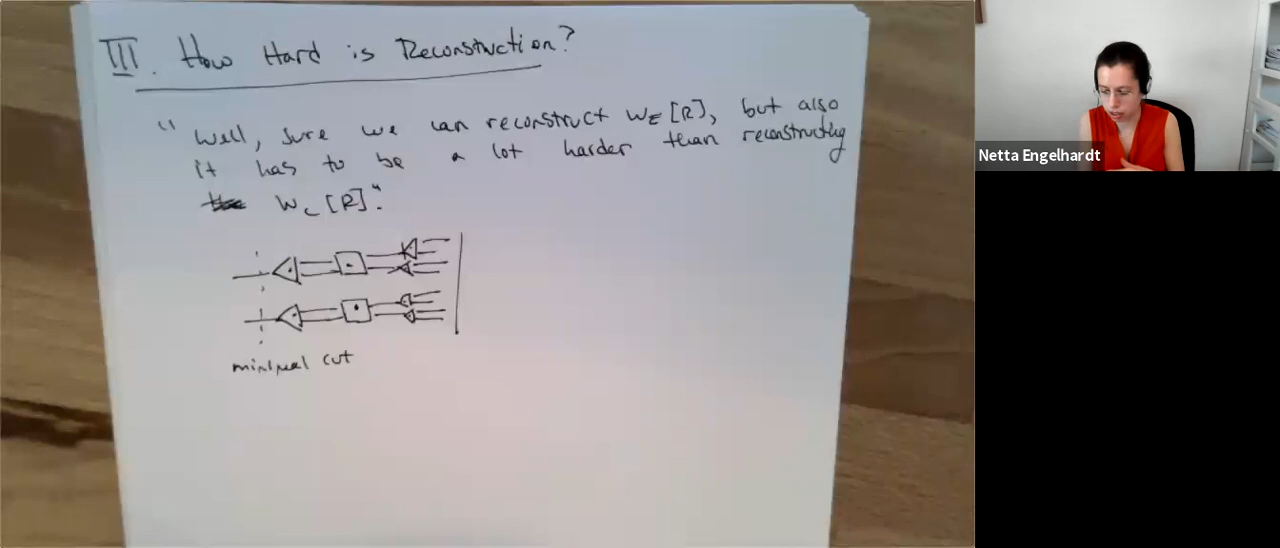 III. How Hard is Reconstruction?
" Well, sure we can reconstruct W_E[R], but also
it has to be a lot harder than reconstructing
W_C[R]."
minimal cut
Netta Engelhardt